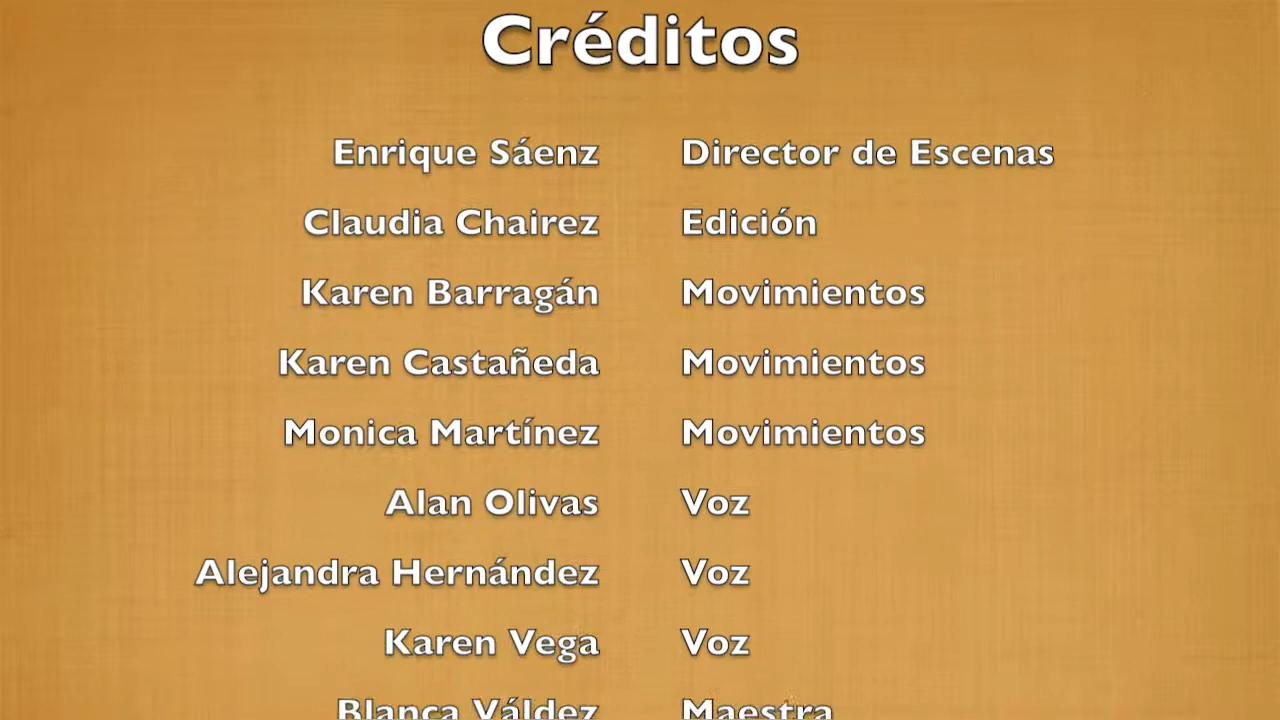 Créditos
Enrique Sáenz Director de Escenas
Claudia Chairez Edición
Karen Barragán Movimientos
Karen Castañeda Movimientos
Monica Martínez Movimientos
Alan Olivas Voz
Alejandra Hernández Voz
Karen Vega Voz
Blanca Váldez Maestra